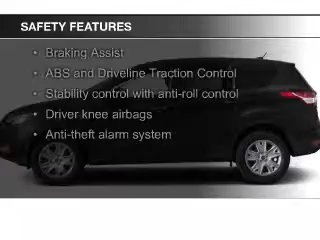 SAFETY FEATURES
• Braking Assist
• ABS and Driveline Traction Control
• Stability control with anti-roll control
• Driver knee airbags
• Anti-theft alarm system